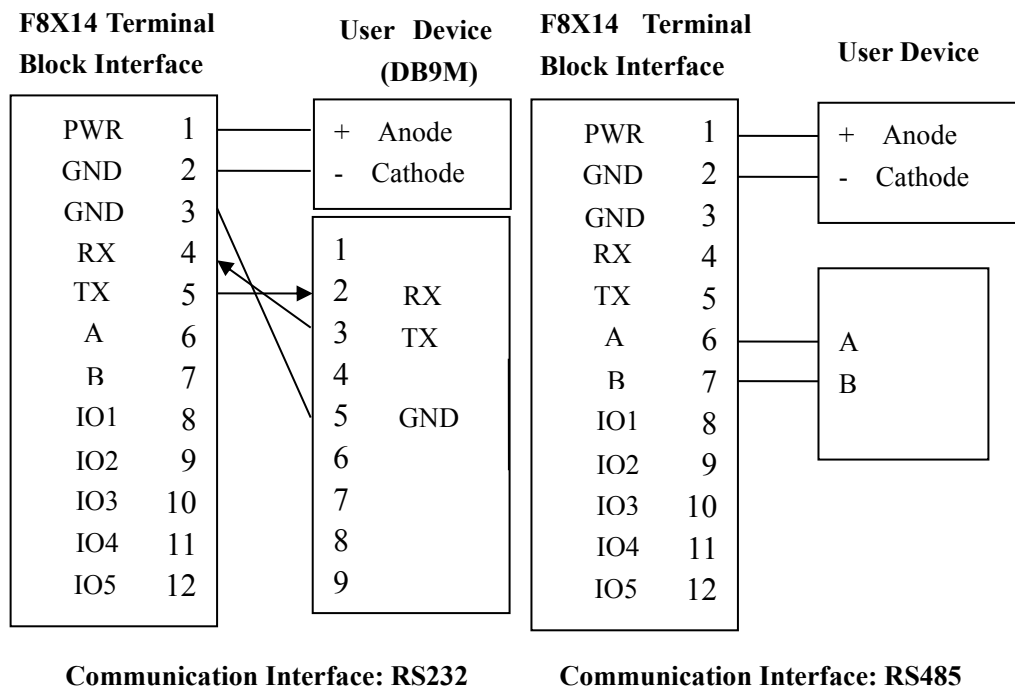 F8X14 Terminal
Block Interface
PWR 1
GND 2
GND 3
RX 4
TX 5
A 6
B 7
IO1 8
IO2 9
IO3 10
IO4 11
IO5 12
User Device
(DB9M)
+ Anode
- Cathode
1
2 RX
3 TX
4
5 GND
6
7
8
9
Communication Interface: RS232
F8X14 Terminal
Block Interface
PWR 1
GND 2
GND 3
RX 4
TX 5
A 6
B 7
IO1 8
IO2 9
IO3 10
IO4 11
IO5 12
User Device
+ Anode
- Cathode
A
B
Communication Interface: RS485